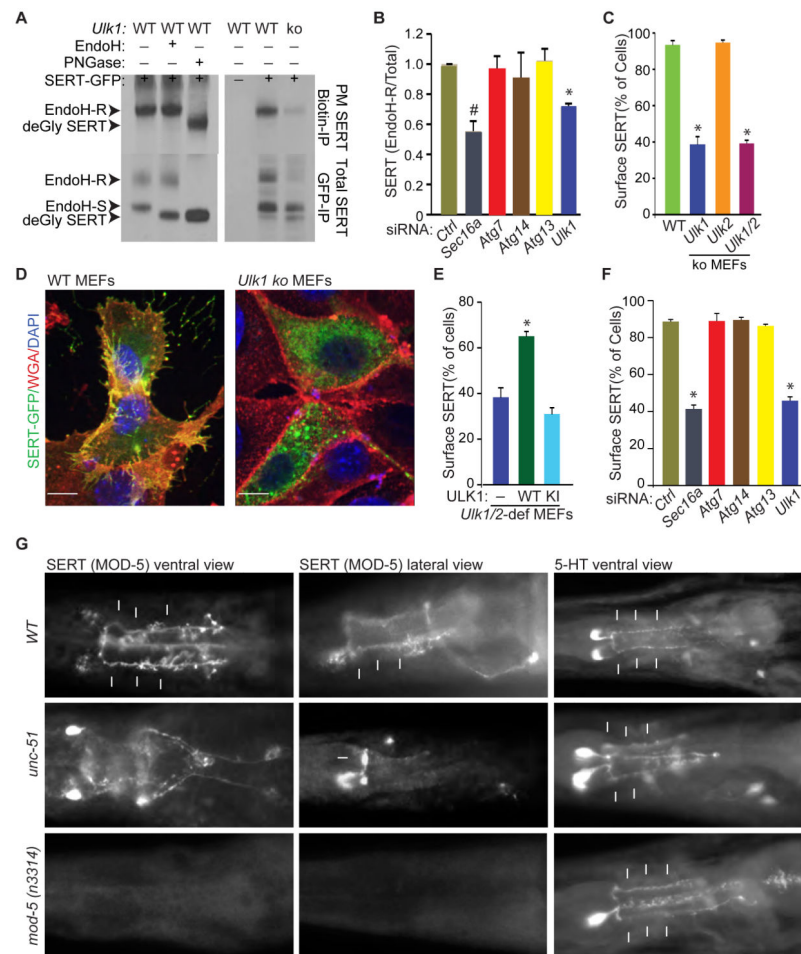 A
Ulk1: WT WT WT WT WT ko
EndoH: – + – – – –
PNGase: – – + – – –
SERT-GFP: + + + – + +
EndoH-R
deGly SERT
PM SERT
Biotin-IP
EndoH-R
EndoH-S
deGly SERT
Total SERT
GFP-IP
B
SERT (EndoH-R/Total)
1.2
1.0
0.8
0.6
0.4
0.2
0
#
*
siRNA: Ctrl Sec16a Atg7 Atg14 Atg13 Ulk1
C
Surface SERT(% of Cells)
100
80
60
40
20
0
*
*
WT Ulk1 Ulk2 Ulk1/2
ko MEFs
D
WT MEFs
Ulk1 ko MEFs
SERT-GFP/WGA/DAPI
E
Surface SERT(% of cells)
80
60
40
20
0
*
ULK1: – WT KI
Ulk1/2-def MEFs
F
Surface SERT(% of Cells)
100
80
60
40
20
0
*
*
siRNA: Ctrl Sec16a Atg7 Atg14 Atg13 Ulk1
G
SERT (MOD-5) ventral view
SERT (MOD-5) lateral view
5-HT ventral view
WT
unc-51
mod-5 (n3314)